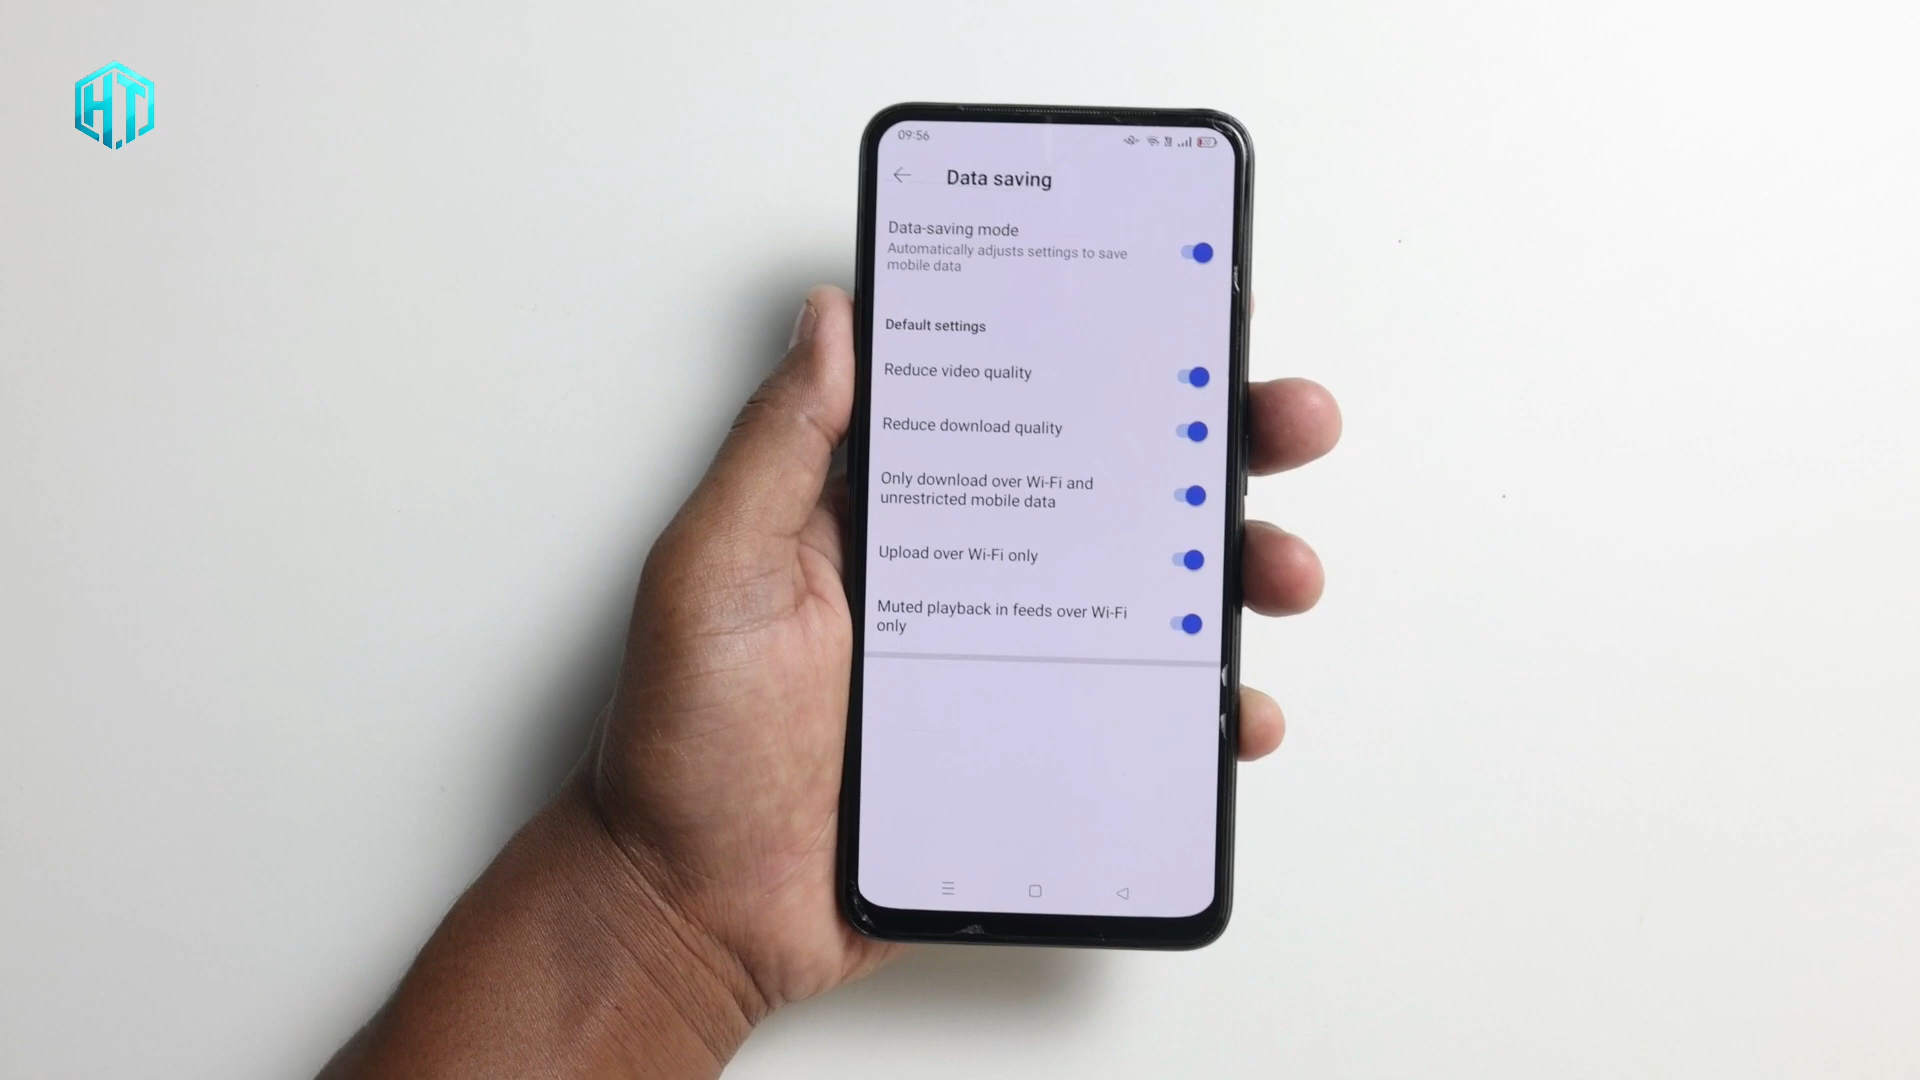 HT
09:56
Data saving
Data-saving mode
Automatically adjusts settings to save
mobile data
Default settings
Reduce video quality
Reduce download quality
Only download over Wi-Fi and
unrestricted mobile data
Upload over Wi-Fi only
Muted playback in feeds over Wi-Fi
only